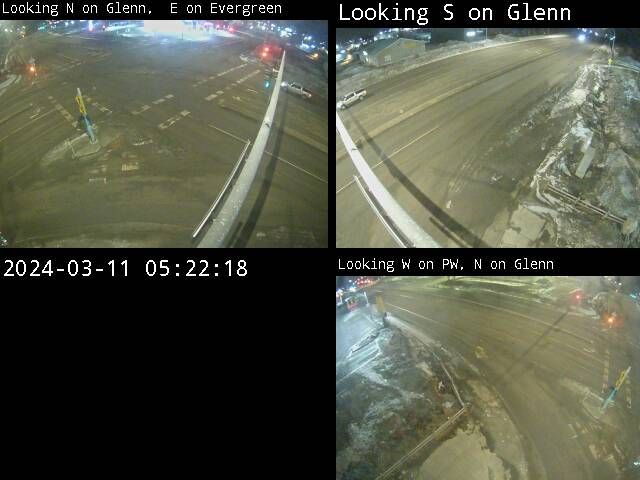 Looking N on Glenn,  E on Evergreen
Looking S on Glenn
2024-03-11 05:22:18
Looking W on PW, N on Glenn